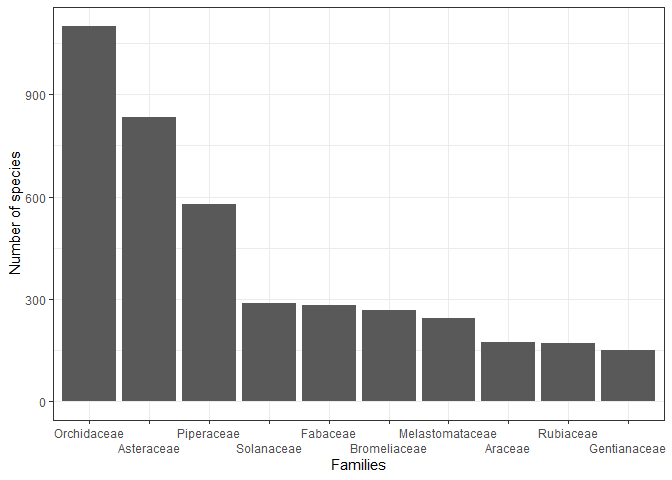 Number of species
900
600
300
0
Orchidaceae Piperaceae Fabaceae Melastomataceae Rubiaceae
Asteraceae Solanaceae Bromeliaceae Araceae Gentianaceae
Families